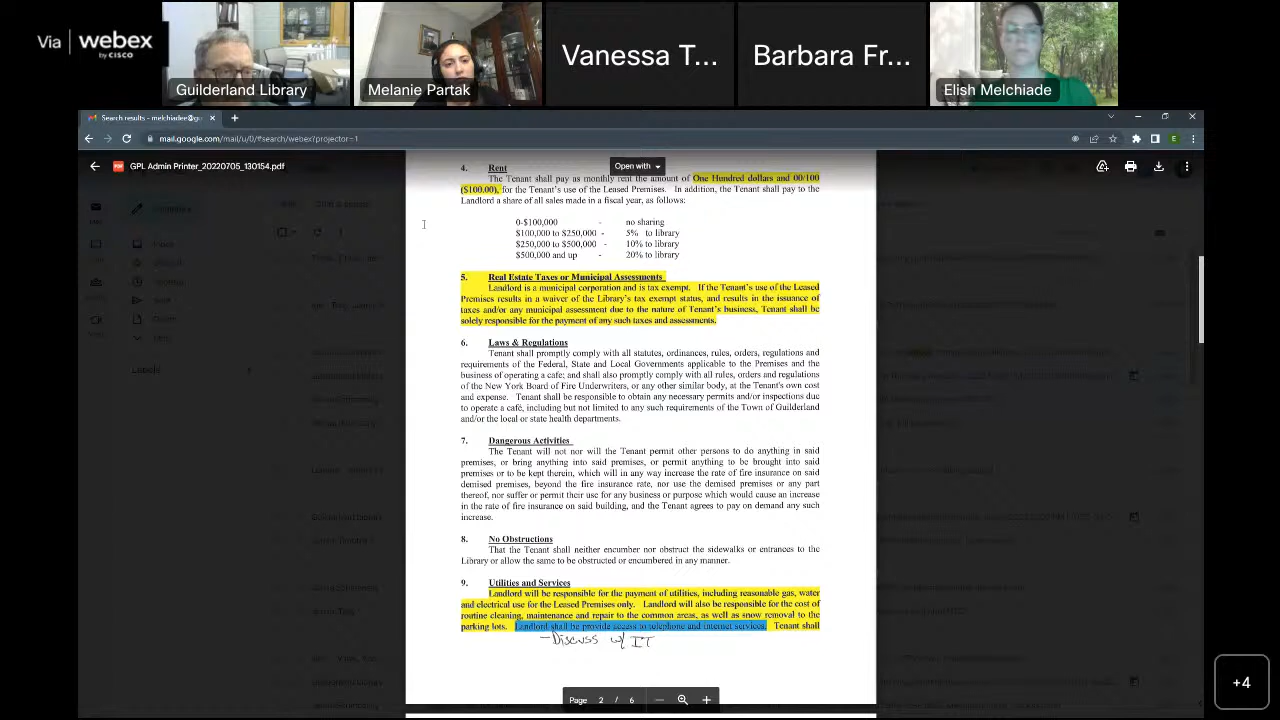 Via webex
by CISCO
Guilderland Library
Melanie Partak
Vanessa T...
Barbara Fr...
Elish Melchiade
Search results - melchiadee@g
mail.google.com/mail/u/0/#search/webex?projector=1
GPL Admin Printer_20220705_130154.pdf
Open with
4. Rent
The Tenant shall pay as monthly rent the amount of One Hundred dollars and 00/100
($100.00), for the Tenant's use of the Leased Premises. In addition, the Tenant shall pay to the
Landlord a share of all sales made in a fiscal year, as follows:
0-$100,000 - no sharing
$100,000 to $250,000 - 5% to library
$250,000 to $500,000 - 10% to library
$500,000 and up - 20% to library
5. Real Estate Taxes or Municipal Assessments
Landlord is a municipal corporation and is tax exempt. If the Tenant's use of the Leased
Premises results in a waiver of the Library's tax exempt status, and results in the issuance of
taxes and/or any municipal assessment due to the nature of Tenant's business, Tenant shall be
solely responsible for the payment of any such taxes and assessments.
6. Laws & Regulations
Tenant shall promptly comply with all statutes, ordinances, rules, orders, regulations and
requirements of the Federal, State and Local Governments applicable to the Premises and the
business of operating a cafe; and shall also promptly comply with all rules, orders and regulations
of the New York Board of Fire Underwriters, or any other similar body, at the Tenant's own cost
and expense. Tenant shall be responsible to obtain any necessary permits and/or inspections due
to operate a café, including but not limited to any such requirements of the Town of Guilderland
and/or the local or state health departments.
7. Dangerous Activities
The Tenant will not nor will the Tenant permit other persons to do anything in said
premises, or bring anything into said premises, or permit anything to be brought into said
premises or to be kept therein, which will in any way increase the rate of fire insurance on said
demised premises, beyond the fire insurance rate, nor use the demised premises or any part
thereof, nor suffer or permit their use for any business or purpose which would cause an increase
in the rate of fire insurance on said building, and the Tenant agrees to pay on demand any such
increase.
8. No Obstructions
That the Tenant shall neither encumber nor obstruct the sidewalks or entrances to the
Library or allow the same to be obstructed or encumbered in any manner.
9. Utilities and Services
Landlord will be responsible for the payment of utilities, including reasonable gas, water
and electrical use for the Leased Premises only. Landlord will also be responsible for the cost of
routine cleaning, maintenance and repair to the common areas, as well as snow removal to the
parking lots. Landlord shall be provide access to telephone and internet services. Tenant shall
- Discuss w/ IT
Page 2 / 6
Labels
+4